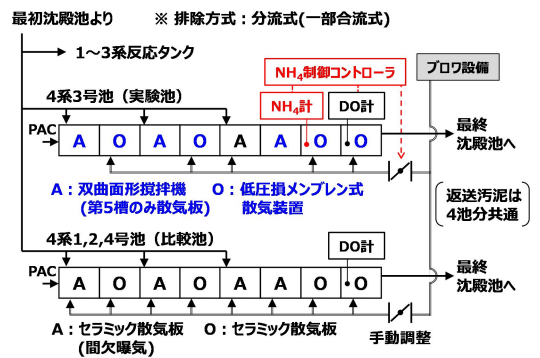 最初沈殿池より
※ 排除方式：分流式(一部合流式)
1～3系反応タンク
NH4制御コントローラ
ブロワ設備
4系3号池（実験池）
NH4計
DO計
PAC
A O A O A A O O
最終
沈殿池へ
A：双曲面形撹拌機
(第5槽のみ散気板)
O：低圧損メンブレン式
散気装置
返送汚泥は
4池分共通
4系1,2,4号池（比較池）
DO計
PAC
A O A O A A O O
最終
沈殿池へ
A：セラミック散気板
(間欠曝気)
O：セラミック散気板
手動調整